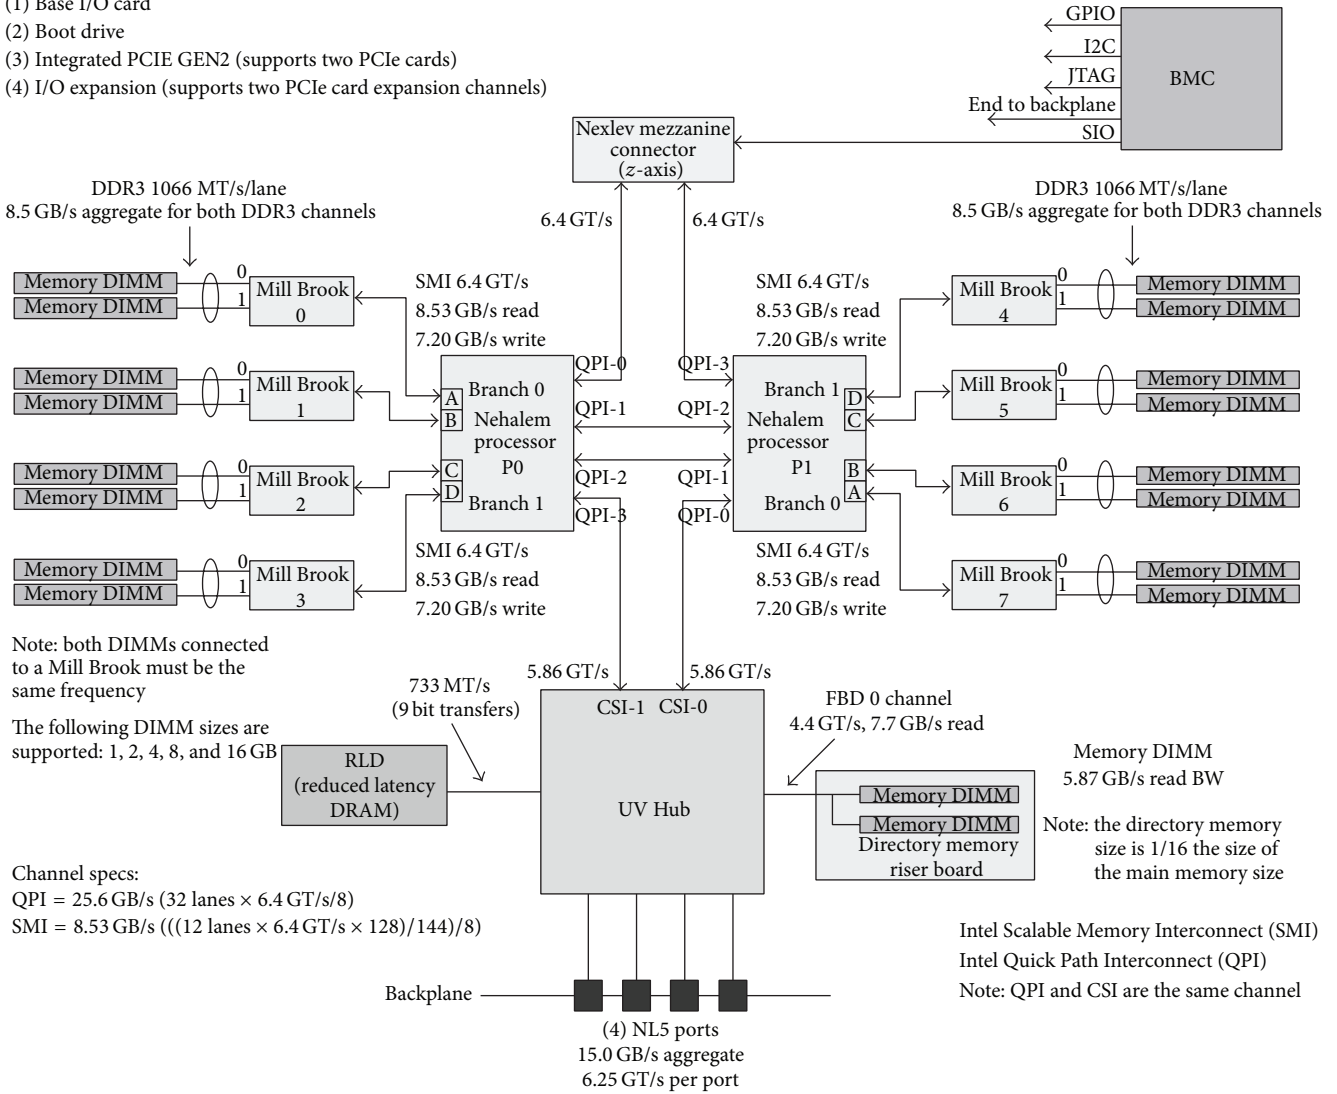 (1) Base I/O card
(2) Boot drive
(3) Integrated PCIE GEN2 (supports two PCIe cards)
(4) I/O expansion (supports two PCIe card expansion channels)
GPIO
I2C
JTAG
End to backplane
SIO
BMC
Nexlev mezzanine
connector
(z-axis)
DDR3 1066 MT/s/lane
8.5 GB/s aggregate for both DDR3 channels
DDR3 1066 MT/s/lane
8.5 GB/s aggregate for both DDR3 channels
6.4 GT/s
6.4 GT/s
Memory DIMM
Memory DIMM
0
1
Mill Brook
0
Memory DIMM
Memory DIMM
0
1
Mill Brook
1
Memory DIMM
Memory DIMM
0
1
Mill Brook
2
Memory DIMM
Memory DIMM
0
1
Mill Brook
3
SMI 6.4 GT/s
8.53 GB/s read
7.20 GB/s write
SMI 6.4 GT/s
8.53 GB/s read
7.20 GB/s write
A
B
C
D
Branch 0
Nehalem
processor
P0
Branch 1
QPI-0
QPI-1
QPI-2
QPI-3
QPI-3
QPI-2
QPI-1
QPI-0
Branch 1
Nehalem
processor
P1
Branch 0
D
C
B
A
SMI 6.4 GT/s
8.53 GB/s read
7.20 GB/s write
SMI 6.4 GT/s
8.53 GB/s read
7.20 GB/s write
Mill Brook
4
0
1
Memory DIMM
Memory DIMM
Mill Brook
5
0
1
Memory DIMM
Memory DIMM
Mill Brook
6
0
1
Memory DIMM
Memory DIMM
Mill Brook
7
0
1
Memory DIMM
Memory DIMM
Note: both DIMMs connected
to a Mill Brook must be the
same frequency
The following DIMM sizes are
supported: 1, 2, 4, 8, and 16 GB
733 MT/s
(9 bit transfers)
RLD
(reduced latency
DRAM)
5.86 GT/s
5.86 GT/s
CSI-1 CSI-0
UV Hub
FBD 0 channel
4.4 GT/s, 7.7 GB/s read
Memory DIMM
Memory DIMM
Directory memory
riser board
Memory DIMM
5.87 GB/s read BW
Note: the directory memory
size is 1/16 the size of
the main memory size
Channel specs:
QPI = 25.6 GB/s (32 lanes × 6.4 GT/s/8)
SMI = 8.53 GB/s (((12 lanes × 6.4 GT/s × 128)/144)/8)
Intel Scalable Memory Interconnect (SMI)
Intel Quick Path Interconnect (QPI)
Note: QPI and CSI are the same channel
Backplane
(4) NL5 ports
15.0 GB/s aggregate
6.25 GT/s per port